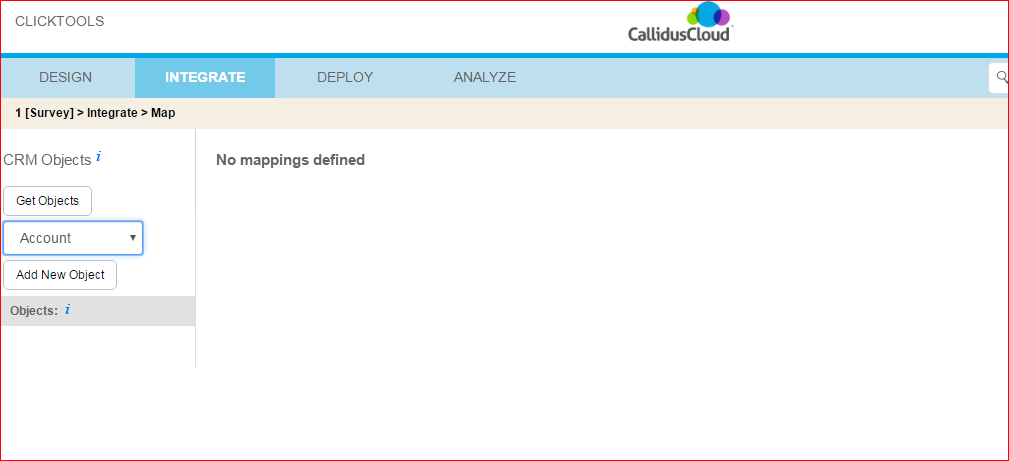 CLICKTOOLS
CallidusCloud
DESIGN INTEGRATE DEPLOY ANALYZE
1 [Survey] > Integrate > Map
CRM Objects i
No mappings defined
Get Objects
Account
Add New Object
Objects: i